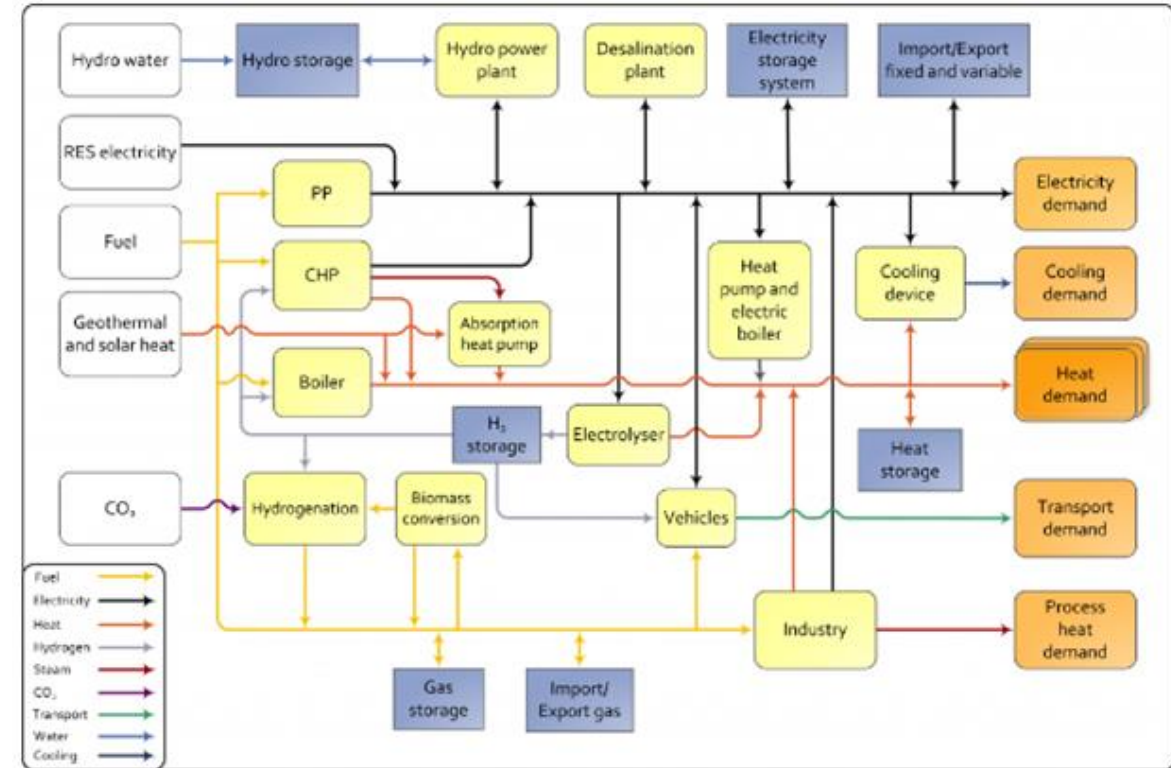 Hydro water
Hydro storage
Hydro power
plant
Desalination
plant
Electricity
storage
system
Import/Export
fixed and variable
RES electricity
PP
Electricity
demand
Fuel
CHP
Heat
pump and
electric
boiler
Cooling
device
Cooling
demand
Geothermal
and solar heat
Absorption
heat pump
Boiler
Heat
demand
H₂
storage
Electrolyser
Heat
storage
CO₂
Hydrogenation
Biomass
conversion
Vehicles
Transport
demand
Fuel
Electricity
Heat
Hydrogen
Steam
CO₂
Transport
Water
Cooling
Industry
Process
heat
demand
Gas
storage
Import/
Export gas